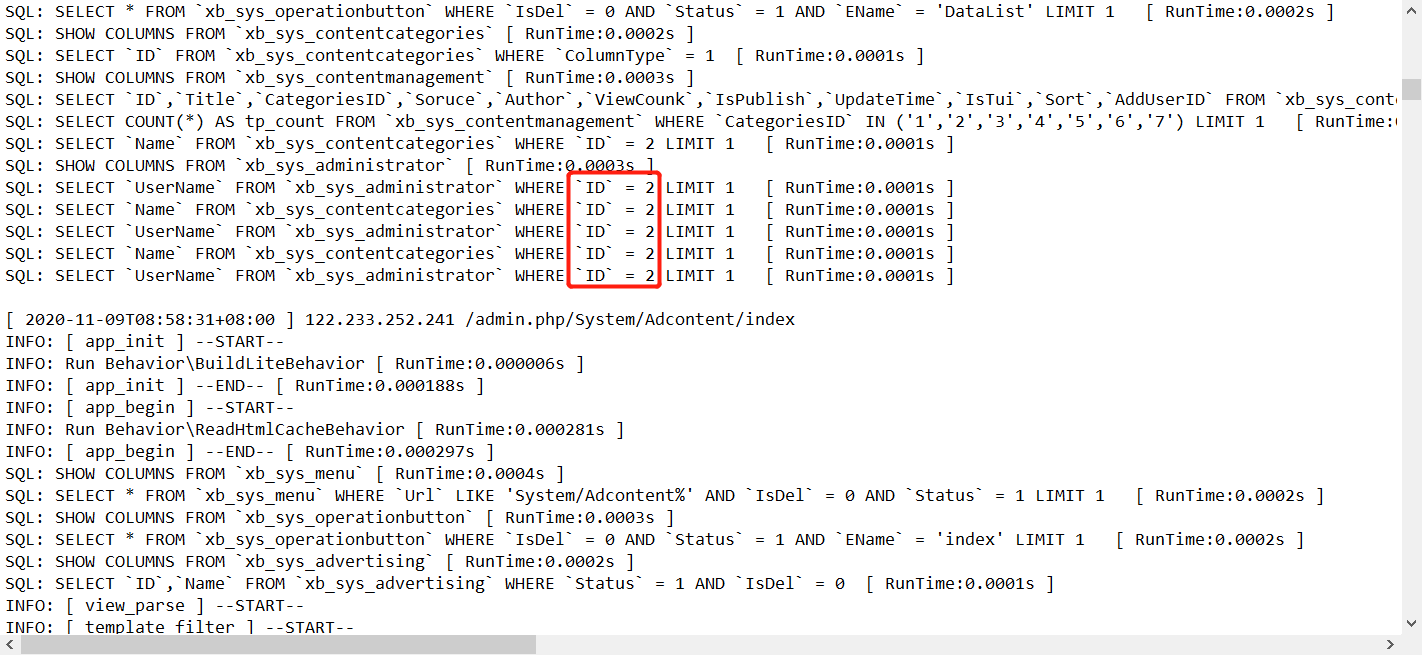 SQL: SELECT * FROM `xb_sys_operationbutton` WHERE `IsDel` = 0 AND `Status` = 1 AND `EName` = 'DataList' LIMIT 1   [ RunTime:0.0002s ]
SQL: SHOW COLUMNS FROM `xb_sys_contentcategories` [ RunTime:0.0002s ]
SQL: SELECT `ID` FROM `xb_sys_contentcategories` WHERE `ColumnType` = 1  [ RunTime:0.0001s ]
SQL: SHOW COLUMNS FROM `xb_sys_contentmanagement` [ RunTime:0.0003s ]
SQL: SELECT `ID`,`Title`,`CategoriesID`,`Soruce`,`Author`,`ViewCounk`,`IsPublish`,`UpdateTime`,`IsTui`,`Sort`,`AddUserID` FROM `xb_sys_conte
SQL: SELECT COUNT(*) AS tp_count FROM `xb_sys_contentmanagement` WHERE `CategoriesID` IN ('1','2','3','4','5','6','7') LIMIT 1   [ RunTime:
SQL: SELECT `Name` FROM `xb_sys_contentcategories` WHERE `ID` = 2 LIMIT 1   [ RunTime:0.0001s ]
SQL: SHOW COLUMNS FROM `xb_sys_administrator` [ RunTime:0.0003s ]
SQL: SELECT `UserName` FROM `xb_sys_administrator` WHERE `ID` = 2 LIMIT 1   [ RunTime:0.0001s ]
SQL: SELECT `Name` FROM `xb_sys_contentcategories` WHERE `ID` = 2 LIMIT 1   [ RunTime:0.0001s ]
SQL: SELECT `UserName` FROM `xb_sys_administrator` WHERE `ID` = 2 LIMIT 1   [ RunTime:0.0001s ]
SQL: SELECT `Name` FROM `xb_sys_contentcategories` WHERE `ID` = 2 LIMIT 1   [ RunTime:0.0001s ]
SQL: SELECT `UserName` FROM `xb_sys_administrator` WHERE `ID` = 2 LIMIT 1   [ RunTime:0.0001s ]
[ 2020-11-09T08:58:31+08:00 ] 122.233.252.241 /admin.php/System/Adcontent/index
INFO: [ app_init ] --START--
INFO: Run Behavior\BuildLiteBehavior [ RunTime:0.000006s ]
INFO: [ app_init ] --END-- [ RunTime:0.000188s ]
INFO: [ app_begin ] --START--
INFO: Run Behavior\ReadHtmlCacheBehavior [ RunTime:0.000281s ]
INFO: [ app_begin ] --END-- [ RunTime:0.000297s ]
SQL: SHOW COLUMNS FROM `xb_sys_menu` [ RunTime:0.0004s ]
SQL: SELECT * FROM `xb_sys_menu` WHERE `Url` LIKE 'System/Adcontent%' AND `IsDel` = 0 AND `Status` = 1 LIMIT 1   [ RunTime:0.0002s ]
SQL: SHOW COLUMNS FROM `xb_sys_operationbutton` [ RunTime:0.0003s ]
SQL: SELECT * FROM `xb_sys_operationbutton` WHERE `IsDel` = 0 AND `Status` = 1 AND `EName` = 'index' LIMIT 1   [ RunTime:0.0002s ]
SQL: SHOW COLUMNS FROM `xb_sys_advertising` [ RunTime:0.0002s ]
SQL: SELECT `ID`,`Name` FROM `xb_sys_advertising` WHERE `Status` = 1 AND `IsDel` = 0  [ RunTime:0.0001s ]
INFO: [ view_parse ] --START--
INFO: [ template_filter ] --START--